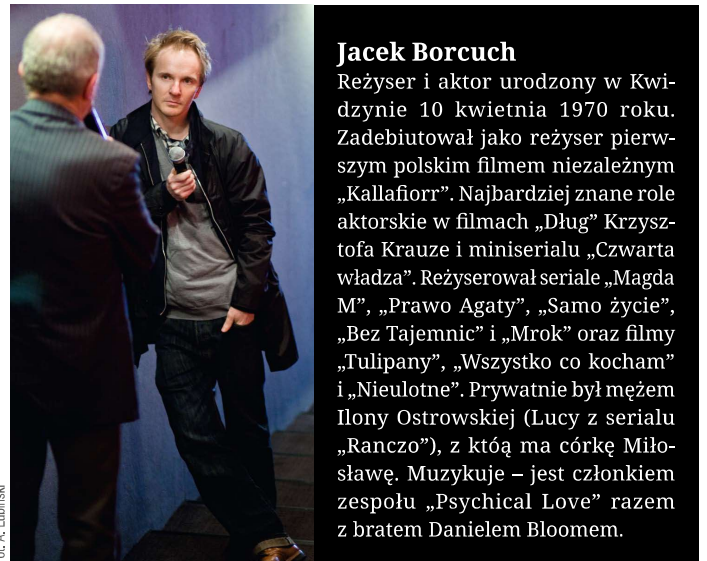 Jacek Borcuch
Reżyser i aktor urodzony w Kwi-
dzynie 10 kwietnia 1970 roku.
Zadebiutował jako reżyser pierw-
szym polskim filmem niezależnym
„Kallafiorr”. Najbardziej znane role
aktorskie w filmach „Dług” Krzysz-
tofa Krauze i miniserialu „Czwarta
władza”. Reżyserował seriale „Magda
M”, „Prawo Agaty”, „Samo życie”,
„Bez Tajemnic” i „Mrok” oraz filmy
„Tulipany”, „Wszystko co kocham”
i „Nieulotne”. Prywatnie był mężem
Ilony Ostrowskiej (Lucy z serialu
„Ranczo”), z któą ma córkę Miło-
sławę. Muzykuje – jest członkiem
zespołu „Psychical Love” razem
z bratem Danielem Bloomem.